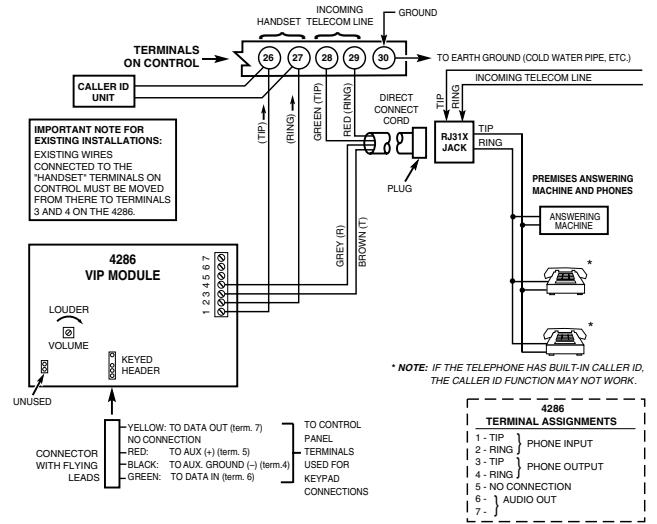 INCOMING
HANDSET TELECOM LINE
GROUND
TERMINALS
ON CONTROL
26 27 28 29 30
TO EARTH GROUND (COLD WATER PIPE, ETC.)
INCOMING TELECOM LINE
CALLER ID
UNIT
(TIP)
(RING)
GREEN (TIP)
RED (RING)
DIRECT
CONNECT
CORD
TIP
RING
RJ31X
JACK
TIP
RING
PLUG
IMPORTANT NOTE FOR
EXISTING INSTALLATIONS:
EXISTING WIRES
CONNECTED TO THE
"HANDSET" TERMINALS ON
CONTROL MUST BE MOVED
FROM THERE TO TERMINALS
3 AND 4 ON THE 4286.
PREMISES ANSWERING
MACHINE AND PHONES
ANSWERING
MACHINE
*
*
GREY (R)
BROWN (T)
4286
VIP MODULE
1 2 3 4 5 6 7
LOUDER
VOLUME
KEYED
HEADER
UNUSED
* NOTE: IF THE TELEPHONE HAS BUILT-IN CALLER ID,
THE CALLER ID FUNCTION MAY NOT WORK.
CONNECTOR
WITH FLYING
LEADS
YELLOW: TO DATA OUT (term. 7)
NO CONNECTION
RED: TO AUX (+) (term. 5)
BLACK: TO AUX. GROUND (–) (term.4)
GREEN: TO DATA IN (term. 6)
TO CONTROL
PANEL
TERMINALS
USED FOR
KEYPAD
CONNECTIONS
4286
TERMINAL ASSIGNMENTS
1 - TIP
2 - RING
PHONE INPUT
3 - TIP
4 - RING
PHONE OUTPUT
5 - NO CONNECTION
6 -
7 -
AUDIO OUT